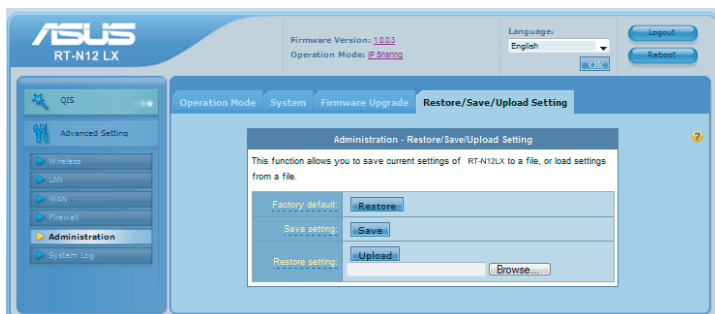 ASUS
RT-N12 LX
Firmware Version: 1.0.0.3
Operation Mode: IP Sharing
Language:
English
OK
Logout
Reboot
QIS
Advanced Setting
Wireless
LAN
WAN
Firewall
Administration
System Log
Operation Mode System Firmware Upgrade Restore/Save/Upload Setting
Administration - Restore/Save/Upload Setting
This function allows you to save current settings of RT-N12LX to a file, or load settings
from a file.
Factory default: Restore
Save setting: Save
Restore setting: Upload
Browse...